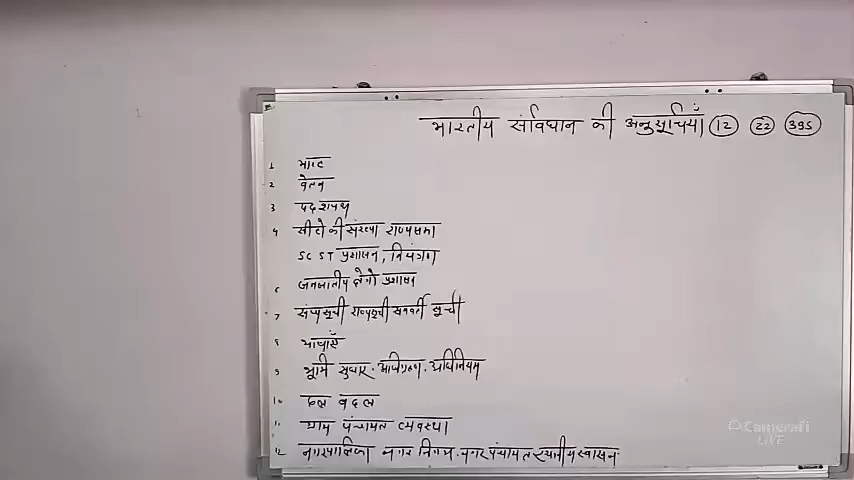 भारतीय संविधान की अनुसूचियाँ 12 22 395
1 भारत
2 वेतन
3 पद शपथ
4 सीटो की संख्या राज्यसभा
SC ST प्रशासन, नियंत्रण
6 जनजातीय क्षेत्रो प्रशासन
7 संघसूची राज्यसूची समवर्ती सूची
8 भाषाएँ
9 भूमि सुधार. अधिग्रहण. अधिनियम
10 दल बदल
11 ग्राम पंचायत व्यवस्था
12 नगरपालिका नगर निगम. नगर पंचायत स्थानीय स्वासन
Camerafi
LIVE